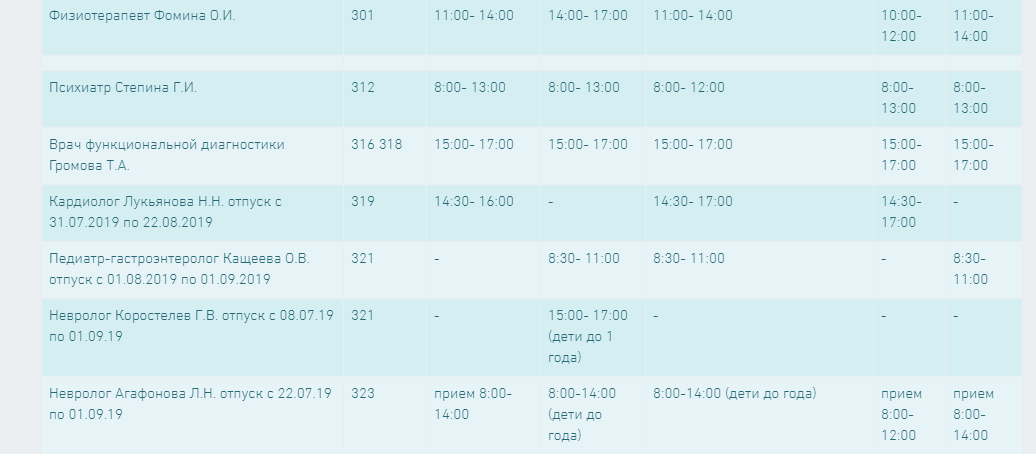 Физиотерапевт Фомина О.И. 301 11:00- 14:00 14:00- 17:00 11:00- 14:00 10:00- 11:00-
12:00 14:00
Психиатр Степина Г.И. 312 8:00- 13:00 8:00- 13:00 8:00- 12:00 8:00- 8:00-
13:00 13:00
Врач функциональной диагностики 316 318 15:00- 17:00 15:00- 17:00 15:00- 17:00 15:00- 15:00-
Громова Т.А. 17:00 17:00
Кардиолог Лукьянова Н.Н. отпуск с 319 14:30- 16:00 - 14:30- 17:00 14:30- -
31.07.2019 по 22.08.2019 17:00
Педиатр-гастроэнтеролог Кащеева О.В. 321 - 8:30- 11:00 8:30- 11:00 - 8:30-
отпуск с 01.08.2019 по 01.09.2019 11:00
Невролог Коростелев Г.В. отпуск с 08.07.19 321 - 15:00- 17:00 - - -
по 01.09.19 (дети до 1
года)
Невролог Агафонова Л.Н. отпуск с 22.07.19 323 прием 8:00- 8:00-14:00 8:00-14:00 (дети до года) прием прием
по 01.09.19 14:00 (дети до 8:00- 8:00-
года) 12:00 14:00